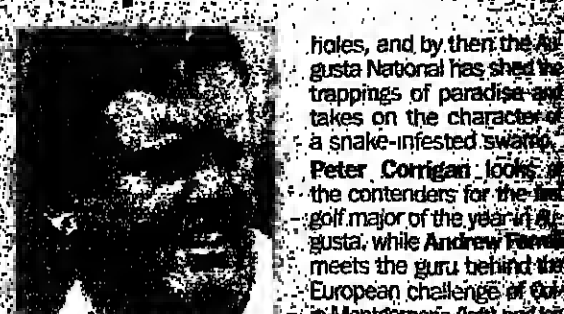 holes, and by then the Au-
gusta National has shed the
trappings of paradise and
takes on the character of
a snake-infested swamp.
Peter Corrigan looks at
the contenders for the first
golf major of the year in Au-
gusta, while Andrew
meets the guru behind the
European challenge of